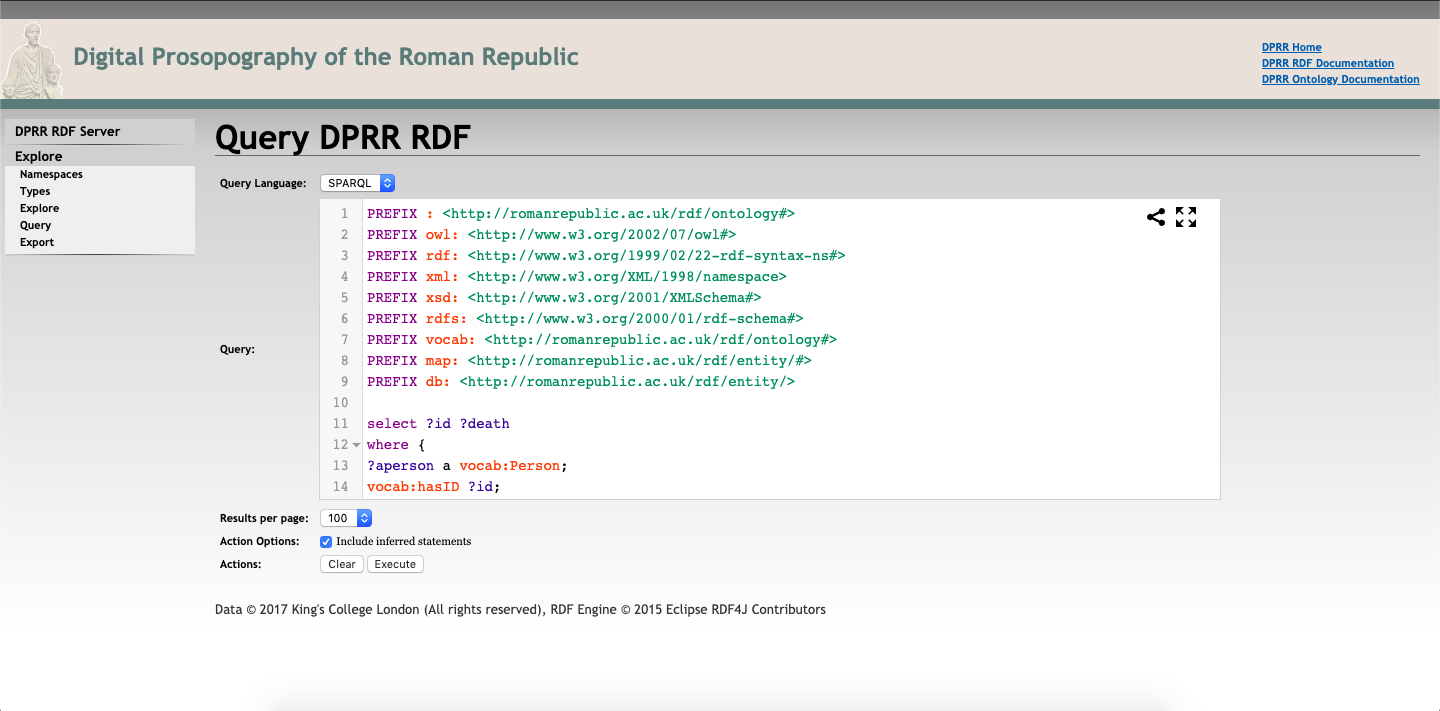 Digital Prosopography of the Roman Republic
DPRR Home
DPRR RDF Documentation
DPRR Ontology Documentation
DPRR RDF Server
Explore
Namespaces
Types
Explore
Query
Export
Query DPRR RDF
Query Language: SPARQL
Query:
1 PREFIX : <http://romanrepublic.ac.uk/rdf/ontology#>
2 PREFIX owl: <http://www.w3.org/2002/07/owl#>
3 PREFIX rdf: <http://www.w3.org/1999/02/22-rdf-syntax-ns#>
4 PREFIX xml: <http://www.w3.org/XML/1998/namespace>
5 PREFIX xsd: <http://www.w3.org/2001/XMLSchema#>
6 PREFIX rdfs: <http://www.w3.org/2000/01/rdf-schema#>
7 PREFIX vocab: <http://romanrepublic.ac.uk/rdf/ontology#>
8 PREFIX map: <http://romanrepublic.ac.uk/rdf/entity/#>
9 PREFIX db: <http://romanrepublic.ac.uk/rdf/entity/>
10
11 select ?id ?death
12 where {
13 ?aperson a vocab:Person;
14 vocab:hasID ?id;
Results per page: 100
Action Options: Include inferred statements
Actions: Clear Execute
Data © 2017 King's College London (All rights reserved), RDF Engine © 2015 Eclipse RDF4J Contributors